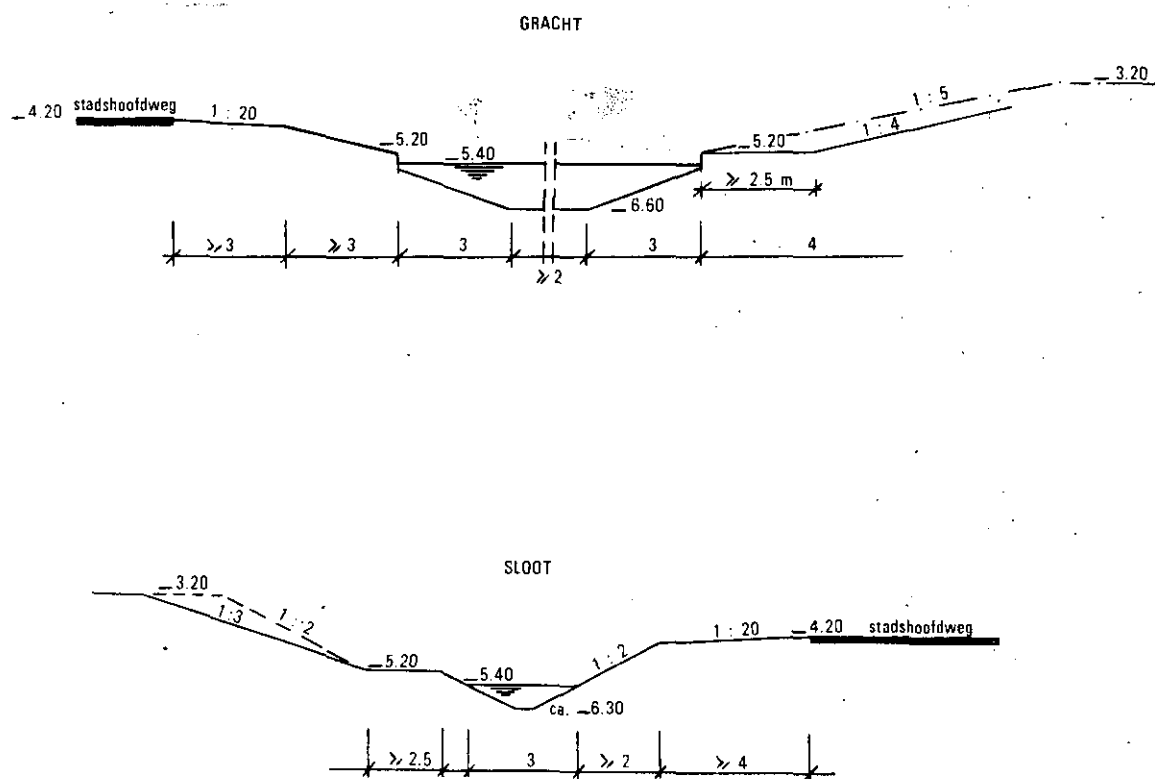 GRACHT
-4.20 stadshoofdweg 1 : 20
-5.20
-5.40
-6.60
-5.20
1 : 5
1 : 4
-3.20
⩾ 2.5 m
⩾ 3 ⩾ 3 3 ⩾ 2 3 4
SLOOT
-3.20
1:3
1:2
-5.20
-5.40
ca. -6.30
1:2
1 : 20
-4.20 stadshoofdweg
⩾ 2.5 3 ⩾ 2 ⩾ 4